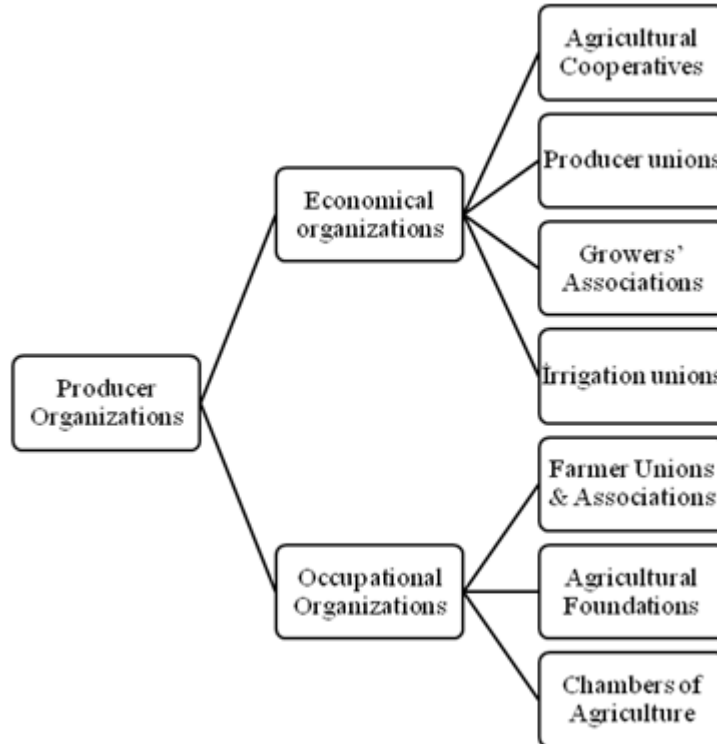 Agricultural
Cooperatives
Producer unions
Economical
organizations
Growers'
Associations
İrrigation unions
Producer
Organizations
Farmer Unions
& Associations
Occupational
Organizations
Agricultural
Foundations
Chambers of
Agriculture